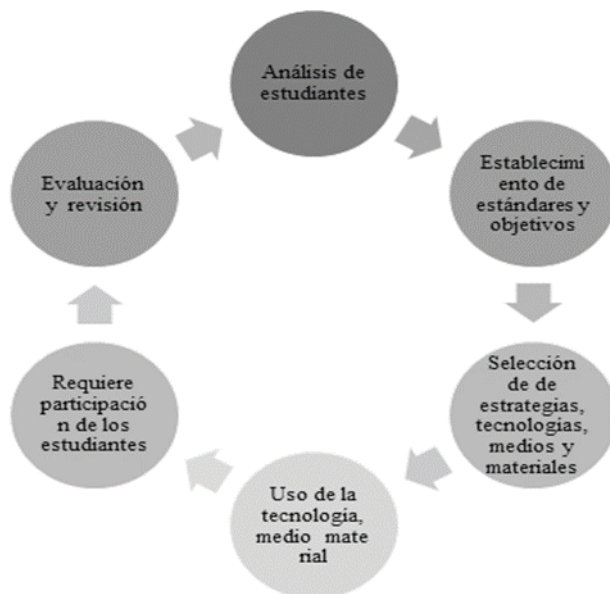 Análisis de
estudiantes
Establecimi
ento de
estándares y
objetivos
Selección
de de
estrategias,
tecnologías,
medios y
materiales
Uso de la
tecnología,
medio mate
rial
Requiere
participació
n de los
estudiantes
Evaluación
y revisión